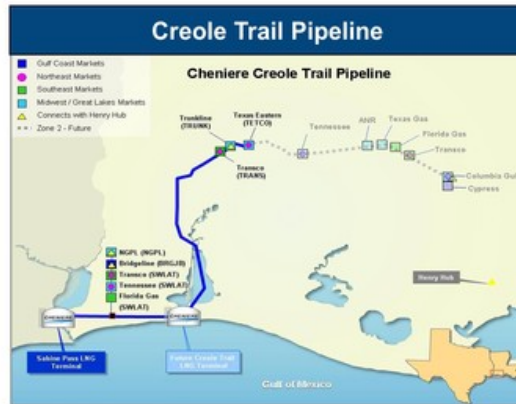 Creole Trail Pipeline
Gulf Coast Markets
Northeast Markets
Southeast Markets
Midwest / Great Lakes Markets
Connects with Henry Hub
Zone 2 - Future
Cheniere Creole Trail Pipeline
Trunkline
(TRUNK)
Texas Eastern
(TETCO)
Transco
(TRANS)
Tennessee
ANR
Texas Gas
Florida Gas
Transco
Columbia Gulf
Cypress
NGPL (NGPL)
Bridgeline (BRGJB)
Transco (SWLAT)
Tennessee (SWLAT)
Florida Gas
(SWLAT)
Henry Hub
CHENIERE
CHENIERE
Sabine Pass LNG
Terminal
Future Creole Trail
LNG Terminal
Gulf of Mexico